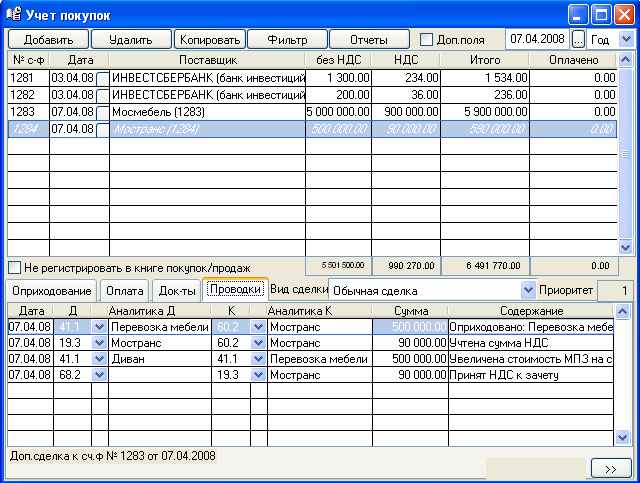 Учет покупок
Добавить Удалить Копировать Фильтр Отчеты Доп.поля 07.04.2008 ... Год
№ с-ф Дата Поставщик без НДС НДС Итого Оплачено
1281 03.04.08 ИНВЕСТСБЕРБАНК (банк инвестиций 1 300.00 234.00 1 534.00 0.00
1282 03.04.08 ИНВЕСТСБЕРБАНК (банк инвестиций 200.00 36.00 236.00 0.00
1283 07.04.08 Мосмебель (1283) 5 000 000.00 900 000.00 5 900 000.00 0.00
1284 07.04.08 Мостранс (1284) 500 000.00 90 000.00 590 000.00 0.00
Не регистрировать в книге покупок/продаж 5 501 500.00 990 270.00 6 491 770.00 0.00
Оприходование Оплата Док-ты Проводки Вид сделки Обычная сделка Приоритет 1
Дата Д Аналитика Д К Аналитика К Сумма Содержание
07.04.08 41.1 Перевозка мебели 60.2 Мостранс 500 000.00 Оприходовано: Перевозка мебе
07.04.08 19.3 Мостранс 60.2 Мостранс 90 000.00 Учтена сумма НДС
07.04.08 41.1 Диван 41.1 Перевозка мебели 500 000.00 Увеличена стоимость МПЗ на с
07.04.08 68.2 19.3 Мостранс 90 000.00 Принят НДС к зачету
Доп.сделка к сч.ф № 1283 от 07.04.2008
>>